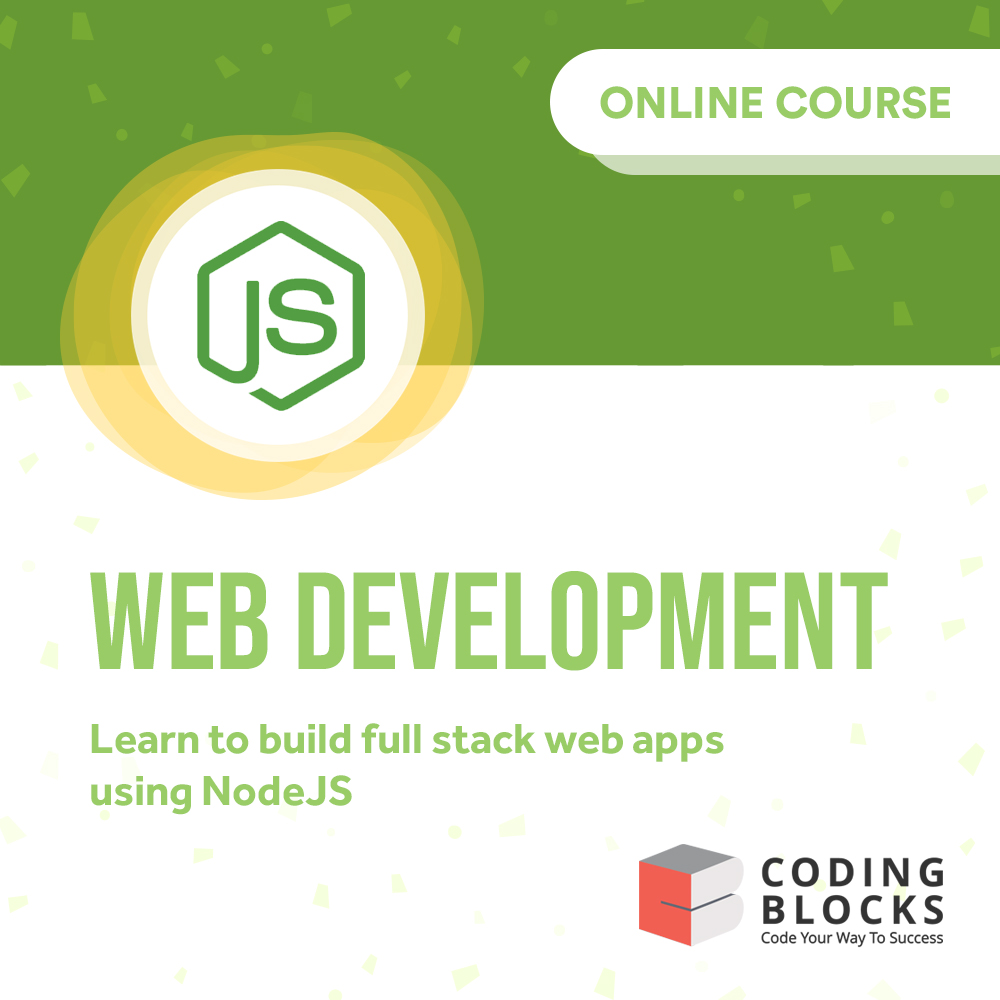 ONLINE COURSE
JS
WEB DEVELOPMENT
Learn to build full stack web apps
using NodeJS
CODING
BLOCKS
Code Your Way To Success